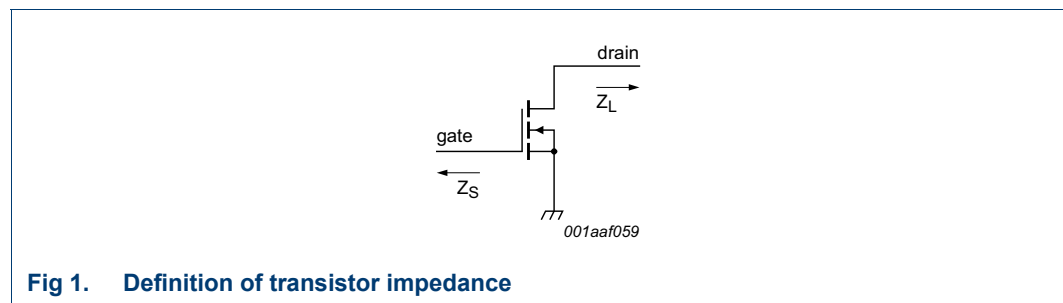 drain
Z_L
gate
Z_S
001aaf059
Fig 1. Definition of transistor impedance